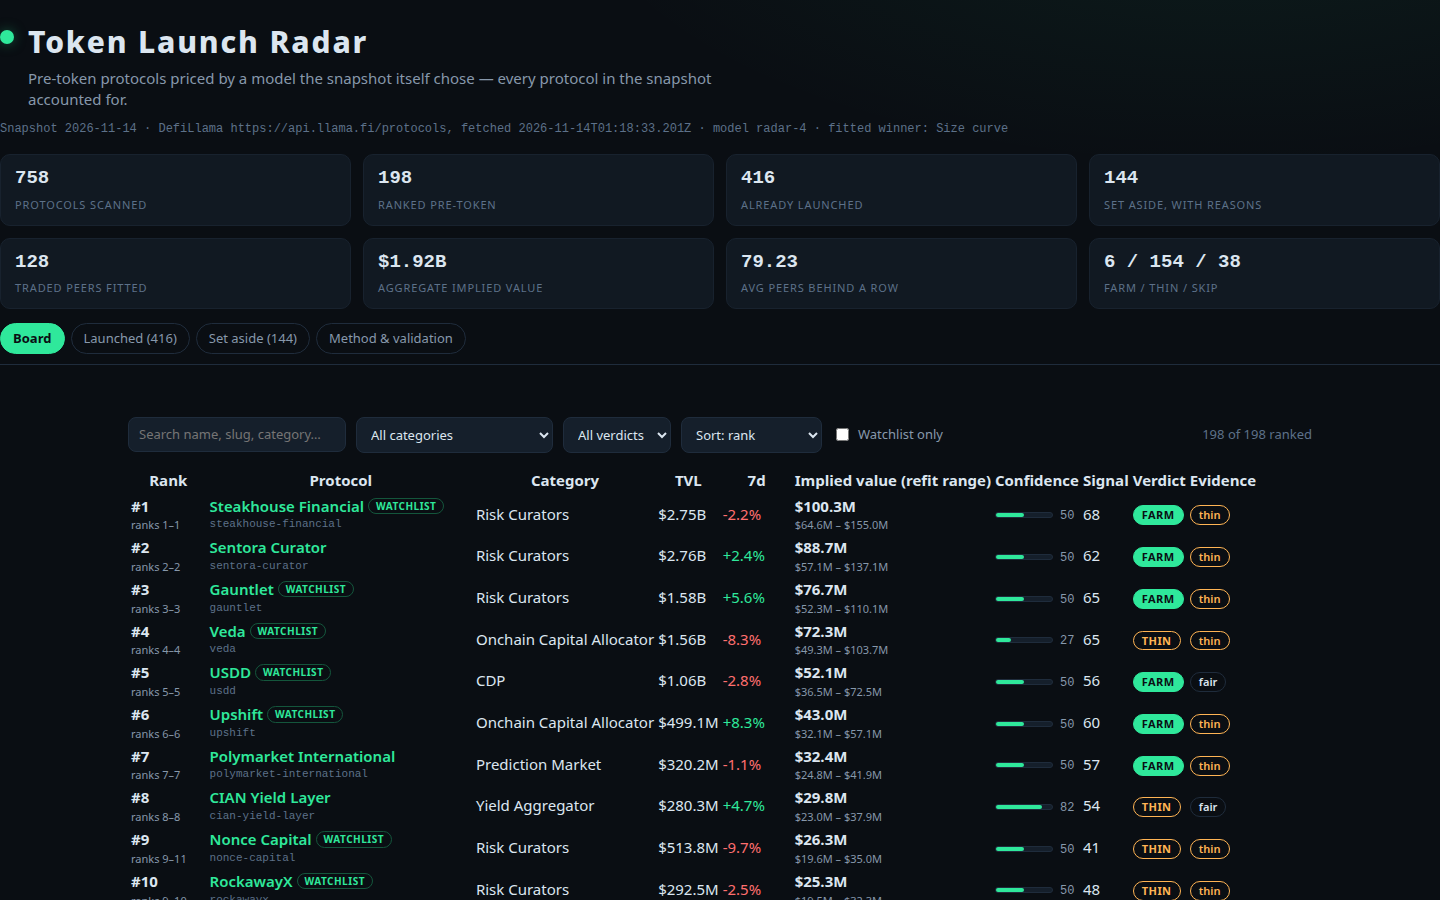 Token Launch Radar
Pre-token protocols priced by a model the snapshot itself chose — every protocol in the snapshot
accounted for.
Snapshot 2026-11-14 · DefiLlama https://api.llama.fi/protocols, fetched 2026-11-14T01:18:33.201Z · model radar-4 · fitted winner: Size curve
758 198 416 144
PROTOCOLS SCANNED RANKED PRE-TOKEN ALREADY LAUNCHED SET ASIDE, WITH REASONS
128 $1.92B 79.23 6 / 154 / 38
TRADED PEERS FITTED AGGREGATE IMPLIED VALUE AVG PEERS BEHIND A ROW FARM / THIN / SKIP
Board Launched (416) Set aside (144) Method & validation
Search name, slug, category... All categories All verdicts Sort: rank Watchlist only 198 of 198 ranked
Rank Protocol Category TVL 7d Implied value (refit range) Confidence Signal Verdict Evidence
#1 Steakhouse Financial WATCHLIST Risk Curators $2.75B -2.2% $100.3M 50 68 FARM thin
ranks 1–1 steakhouse-financial $64.6M – $155.0M
#2 Sentora Curator Risk Curators $2.76B +2.4% $88.7M 50 62 FARM thin
ranks 2–2 sentora-curator $57.1M – $137.1M
#3 Gauntlet WATCHLIST Risk Curators $1.58B +5.6% $76.7M 50 65 FARM thin
ranks 3–3 gauntlet $52.3M – $110.1M
#4 Veda WATCHLIST Onchain Capital Allocator $1.56B -8.3% $72.3M 27 65 THIN thin
ranks 4–4 veda $49.3M – $103.7M
#5 USDD WATCHLIST CDP $1.06B -2.8% $52.1M 50 56 FARM fair
ranks 5–5 usdd $36.5M – $72.5M
#6 Upshift WATCHLIST Onchain Capital Allocator $499.1M +8.3% $43.0M 50 60 FARM thin
ranks 6–6 upshift $32.1M – $57.1M
#7 Polymarket International Prediction Market $320.2M -1.1% $32.4M 50 57 FARM thin
ranks 7–7 polymarket-international $24.8M – $41.9M
#8 CIAN Yield Layer Yield Aggregator $280.3M +4.7% $29.8M 82 54 THIN fair
ranks 8–8 cian-yield-layer $23.0M – $37.9M
#9 Nonce Capital WATCHLIST Risk Curators $513.8M -9.7% $26.3M 50 41 THIN thin
ranks 9–11 nonce-capital $19.6M – $35.0M
#10 RockawayX WATCHLIST Risk Curators $292.5M -2.5% $25.3M 50 48 THIN thin